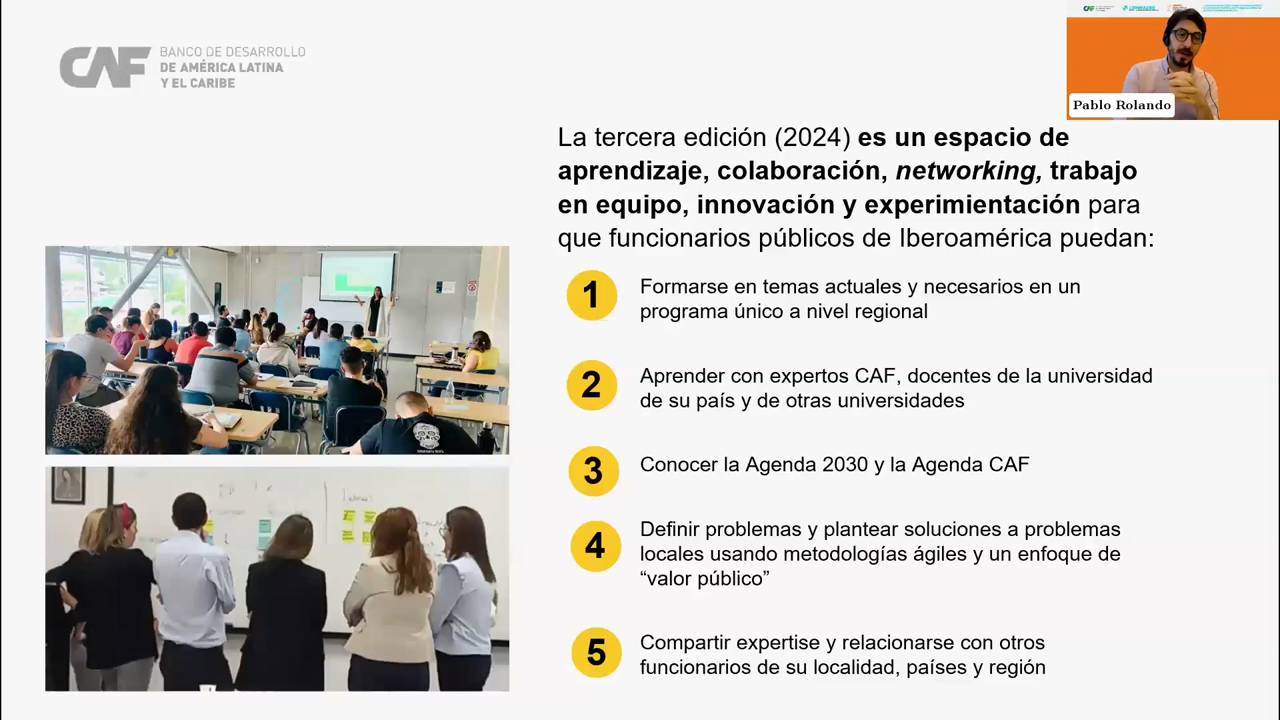 CAF BANCO DE DESARROLLO
DE AMÉRICA LATINA
Y EL CARIBE
Pablo Rolando
La tercera edición (2024) es un espacio de
aprendizaje, colaboración, networking, trabajo
en equipo, innovación y experimientación para
que funcionarios públicos de Iberoamérica puedan:
1 Formarse en temas actuales y necesarios en un
programa único a nivel regional
2 Aprender con expertos CAF, docentes de la universidad
de su país y de otras universidades
3 Conocer la Agenda 2030 y la Agenda CAF
4 Definir problemas y plantear soluciones a problemas
locales usando metodologías ágiles y un enfoque de
“valor público”
5 Compartir expertise y relacionarse con otros
funcionarios de su localidad, países y región